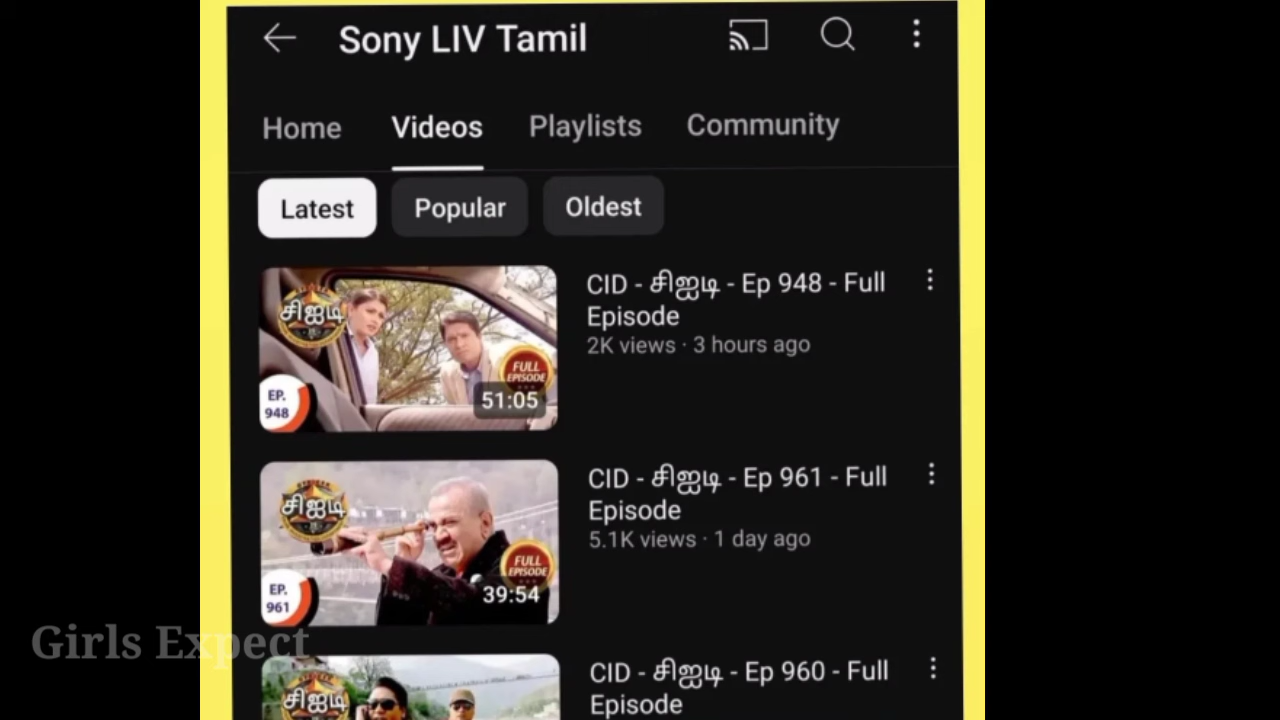 Sony LIV Tamil
Home Videos Playlists Community
Latest Popular Oldest
CID - சிஐடி - Ep 948 - Full
Episode
2K views · 3 hours ago
சிஐடி
EP.
948
FULL
EPISODE
51:05
CID - சிஐடி - Ep 961 - Full
Episode
5.1K views · 1 day ago
சிஐடி
EP.
961
FULL
EPISODE
39:54
CID - சிஐடி - Ep 960 - Full
Episode
சிஐடி
Girls Expect